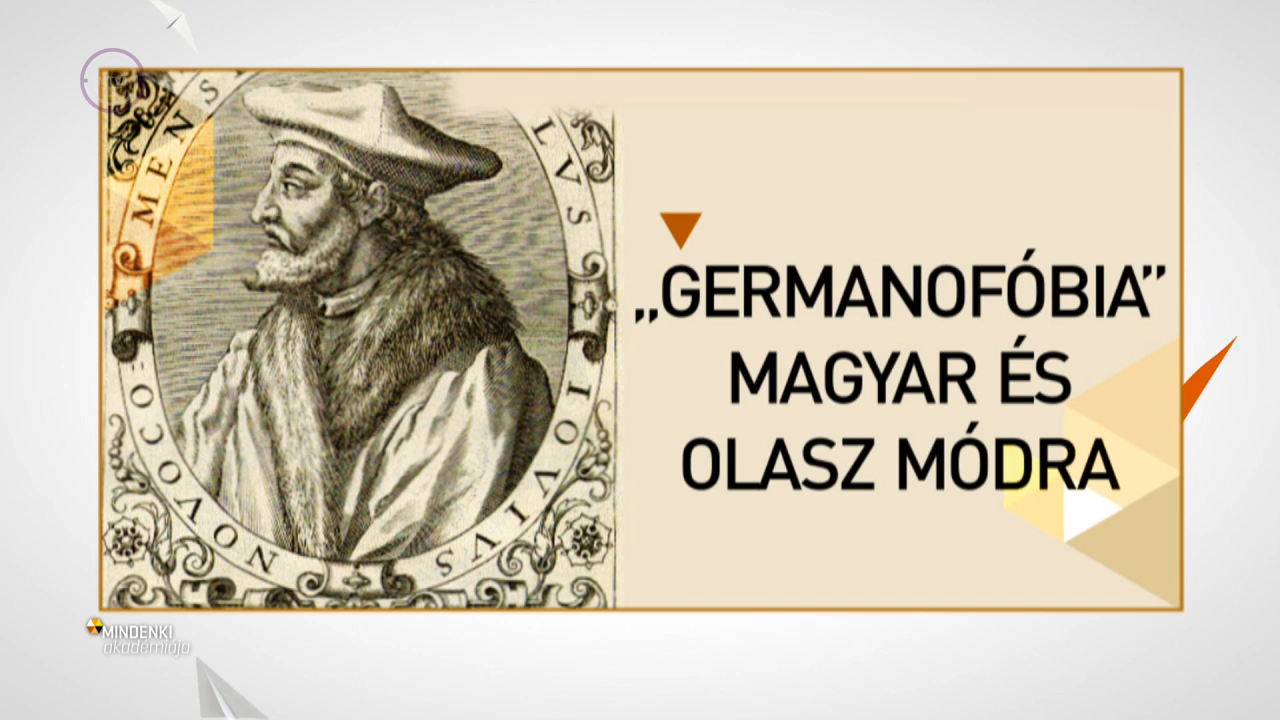 MENS
LVS
IOVIVS
NOVOCO:
„GERMANOFÓBIA”
MAGYAR ÉS
OLASZ MÓDRA
MINDENKI
akadémiája